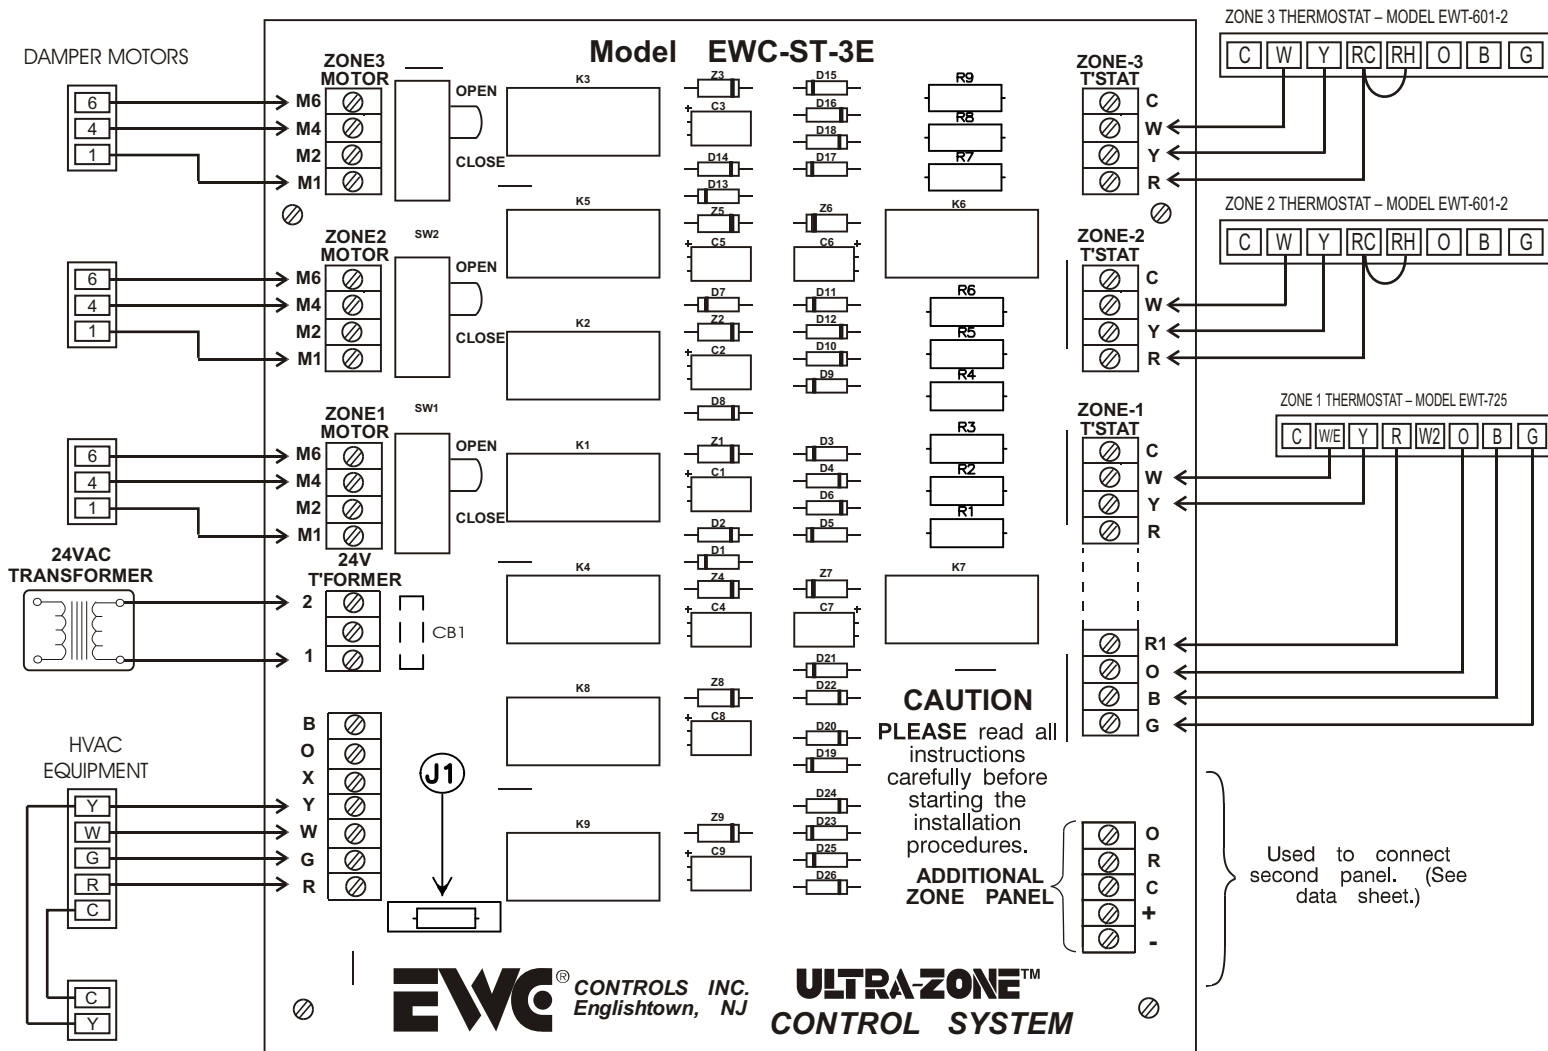 Model EWC-ST-3E
DAMPER MOTORS
6
4
1
6
4
1
6
4
1
24VAC
TRANSFORMER
HVAC
EQUIPMENT
Y
W
G
R
C
C
Y
ZONE3
MOTOR
M6
M4
M2
M1
ZONE2
MOTOR
M6
M4
M2
M1
ZONE1
MOTOR
M6
M4
M2
M1
24V
T'FORMER
2
1
CB1
B
O
X
Y
W
G
R
OPEN
CLOSE
SW2
OPEN
CLOSE
SW1
OPEN
CLOSE
J1
K3
K5
K2
K1
K4
K8
K9
Z3
C3
D14
D13
Z5
C5
D7
Z2
C2
D8
Z1
C1
D2
D1
Z4
C4
Z8
C8
Z9
C9
D15
D16
D18
D17
Z6
C6
D11
D12
D10
D9
D3
D4
D6
D5
Z7
C7
D21
D22
D20
D19
D24
D23
D25
D26
R9
R8
R7
K6
R6
R5
R4
R3
R2
R1
K7
CAUTION
PLEASE read all
instructions
carefully before
starting the
installation
procedures.
ADDITIONAL
ZONE PANEL
ZONE-3
T'STAT
C
W
Y
R
ZONE-2
T'STAT
C
W
Y
R
ZONE-1
T'STAT
C
W
Y
R
R1
O
B
G
O
R
C
+
-
ZONE 3 THERMOSTAT – MODEL EWT-601-2
C W Y RC RH O B G
ZONE 2 THERMOSTAT – MODEL EWT-601-2
C W Y RC RH O B G
ZONE 1 THERMOSTAT – MODEL EWT-725
C W/E Y R W2 O B G
Used to connect
second panel. (See
data sheet.)
EWC® CONTROLS INC.
Englishtown, NJ
ULTRA-ZONE™
CONTROL SYSTEM